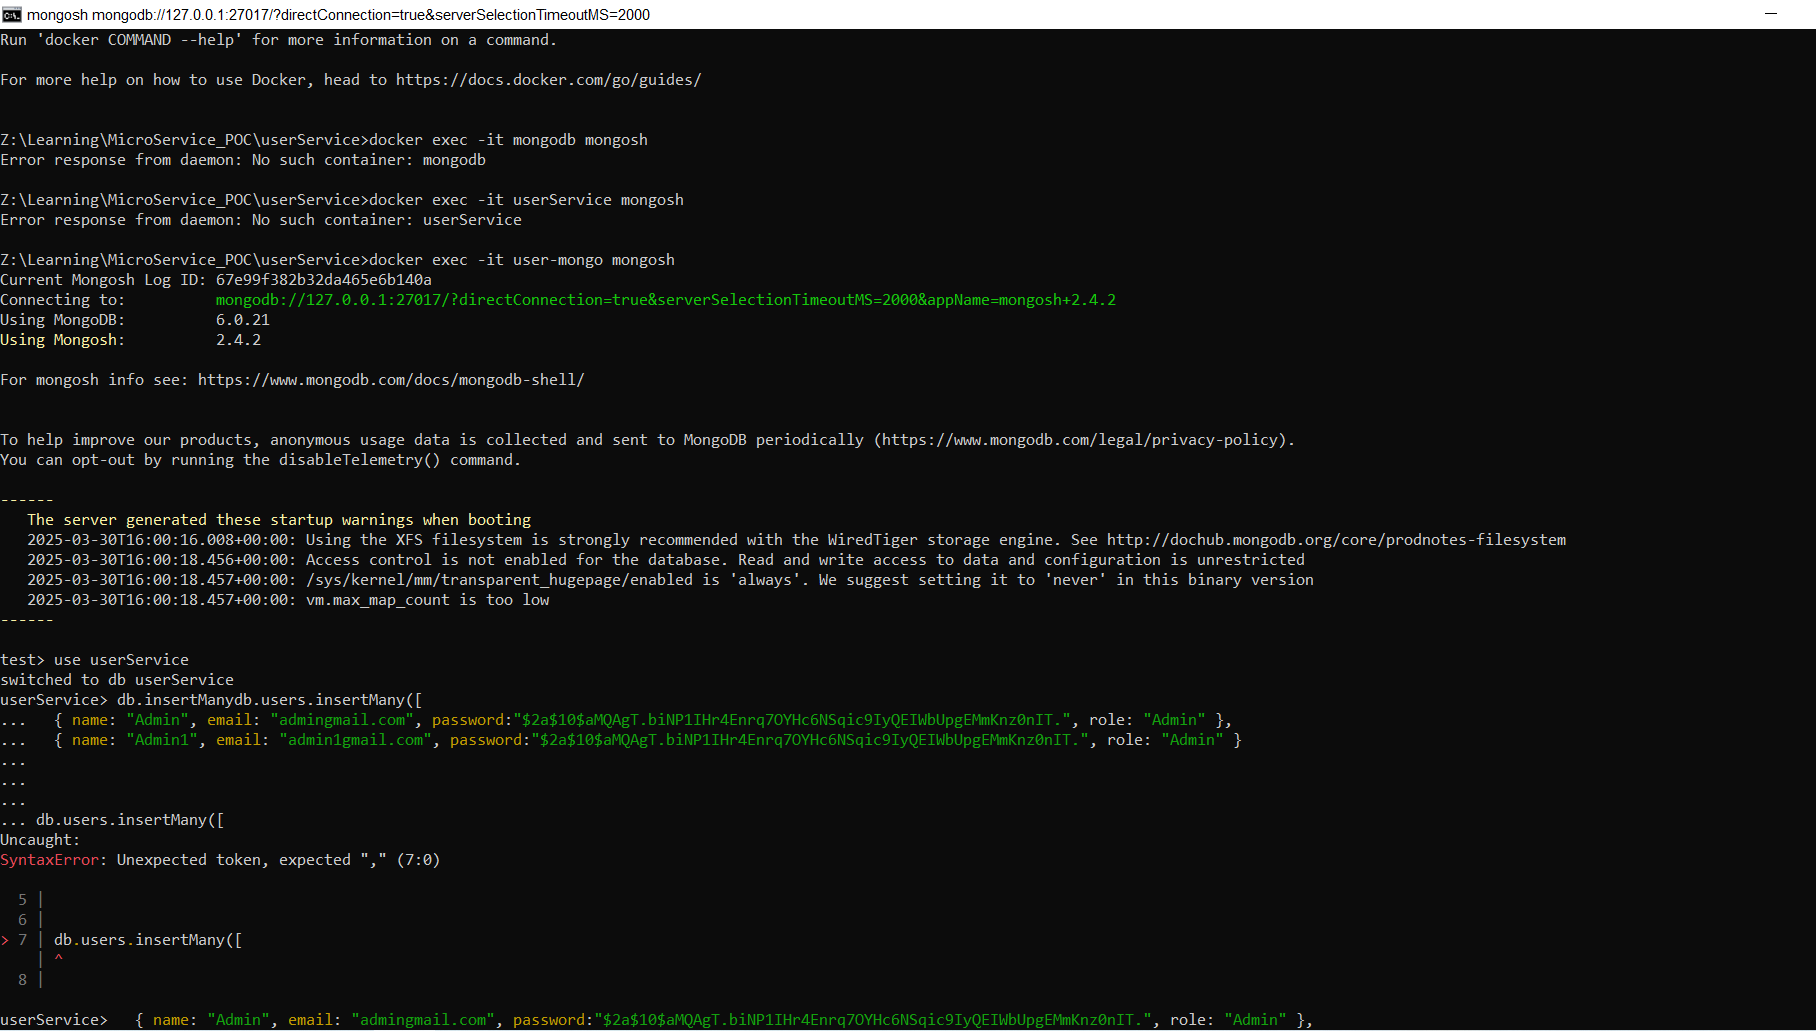 mongosh mongodb://127.0.0.1:27017/?directConnection=true&serverSelectionTimeoutMS=2000
Run 'docker COMMAND --help' for more information on a command.
For more help on how to use Docker, head to https://docs.docker.com/go/guides/
Z:\Learning\MicroService_POC\userService>docker exec -it mongodb mongosh
Error response from daemon: No such container: mongodb
Z:\Learning\MicroService_POC\userService>docker exec -it userService mongosh
Error response from daemon: No such container: userService
Z:\Learning\MicroService_POC\userService>docker exec -it user-mongo mongosh
Current Mongosh Log ID: 67e99f382b32da465e6b140a
Connecting to:          mongodb://127.0.0.1:27017/?directConnection=true&serverSelectionTimeoutMS=2000&appName=mongosh+2.4.2
Using MongoDB:          6.0.21
Using Mongosh:          2.4.2
For mongosh info see: https://www.mongodb.com/docs/mongodb-shell/
To help improve our products, anonymous usage data is collected and sent to MongoDB periodically (https://www.mongodb.com/legal/privacy-policy).
You can opt-out by running the disableTelemetry() command.
------
   The server generated these startup warnings when booting
   2025-03-30T16:00:16.008+00:00: Using the XFS filesystem is strongly recommended with the WiredTiger storage engine. See http://dochub.mongodb.org/core/prodnotes-filesystem
   2025-03-30T16:00:18.456+00:00: Access control is not enabled for the database. Read and write access to data and configuration is unrestricted
   2025-03-30T16:00:18.457+00:00: /sys/kernel/mm/transparent_hugepage/enabled is 'always'. We suggest setting it to 'never' in this binary version
   2025-03-30T16:00:18.457+00:00: vm.max_map_count is too low
------
test> use userService
switched to db userService
userService> db.insertManydb.users.insertMany([
...   { name: "Admin", email: "admingmail.com", password:"$2a$10$aMQAgT.biNP1IHr4Enrq7OYHc6NSqic9IyQEIWbUpgEMmKnz0nIT.", role: "Admin" },
...   { name: "Admin1", email: "admin1gmail.com", password:"$2a$10$aMQAgT.biNP1IHr4Enrq7OYHc6NSqic9IyQEIWbUpgEMmKnz0nIT.", role: "Admin" }
...
...
...
... db.users.insertMany([
Uncaught:
SyntaxError: Unexpected token, expected "," (7:0)
  5 |
  6 |
> 7 | db.users.insertMany([
    | ^
  8 |
userService>   { name: "Admin", email: "admingmail.com", password:"$2a$10$aMQAgT.biNP1IHr4Enrq7OYHc6NSqic9IyQEIWbUpgEMmKnz0nIT.", role: "Admin" },